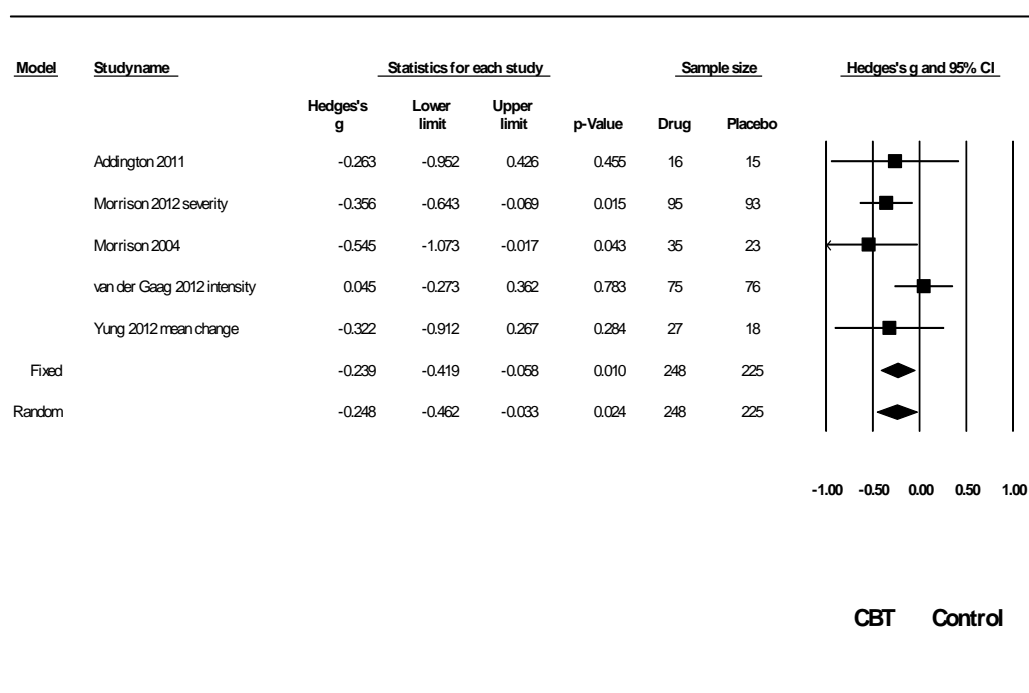 Model Studyname Statistics for each study Sample size Hedges's g and 95% CI
Hedges's g Lower limit Upper limit p-Value Drug Placebo
Addington 2011 -0.263 -0.952 0.426 0.455 16 15
Morrison 2012 severity -0.356 -0.643 -0.069 0.015 95 93
Morrison 2004 -0.545 -1.073 -0.017 0.043 35 23
van der Gaag 2012 intensity 0.045 -0.273 0.362 0.783 75 76
Yung 2012 mean change -0.322 -0.912 0.267 0.284 27 18
Fixed -0.239 -0.419 -0.058 0.010 248 225
Random -0.248 -0.462 -0.033 0.024 248 225
-1.00 -0.50 0.00 0.50 1.00
CBT Control